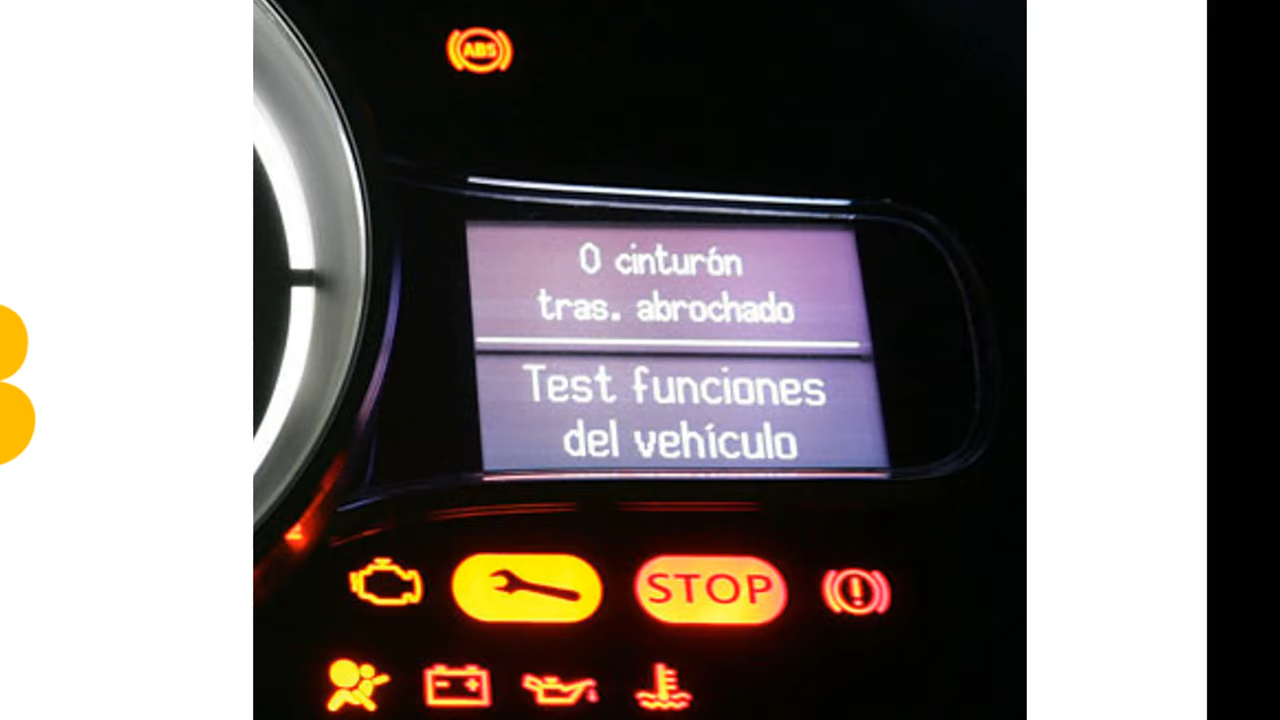 ABS
0 cinturón
tras. abrochado
Test funciones
del vehículo
STOP